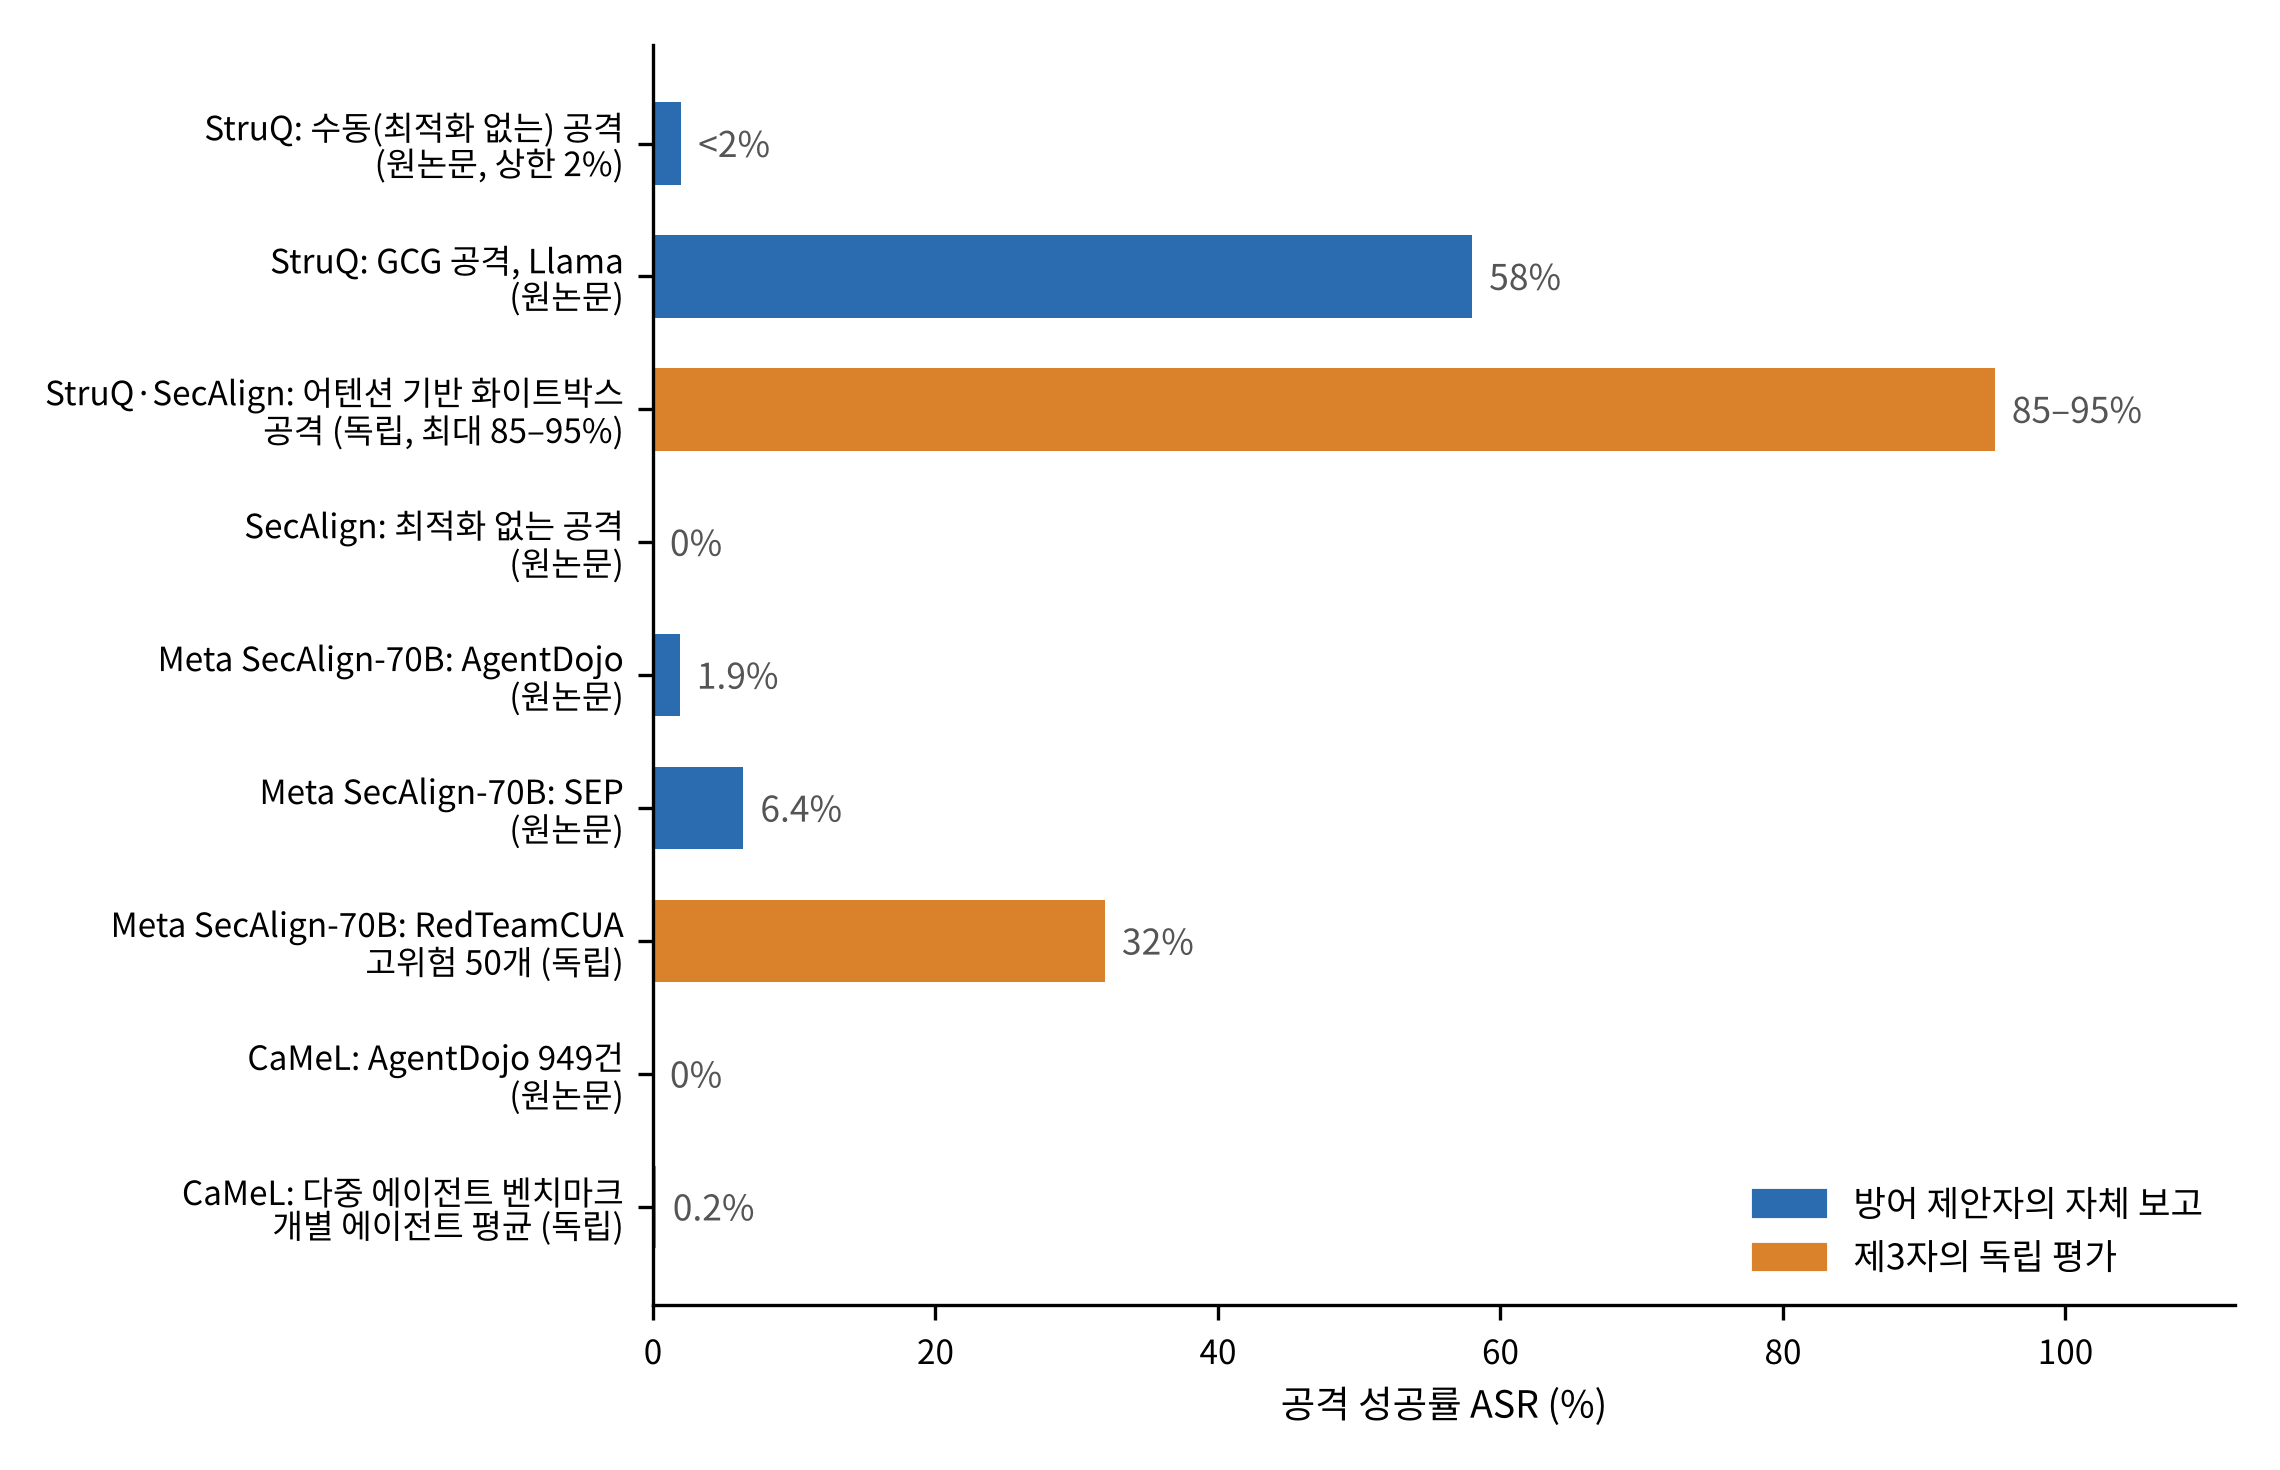 StruQ: 수동(최적화 없는) 공격
(원논문, 상한 2%)
<2%
StruQ: GCG 공격, Llama
(원논문)
58%
StruQ·SecAlign: 어텐션 기반 화이트박스
공격 (독립, 최대 85–95%)
85–95%
SecAlign: 최적화 없는 공격
(원논문)
0%
Meta SecAlign-70B: AgentDojo
(원논문)
1.9%
Meta SecAlign-70B: SEP
(원논문)
6.4%
Meta SecAlign-70B: RedTeamCUA
고위험 50개 (독립)
32%
CaMeL: AgentDojo 949건
(원논문)
0%
CaMeL: 다중 에이전트 벤치마크
개별 에이전트 평균 (독립)
0.2%
방어 제안자의 자체 보고
제3자의 독립 평가
0 20 40 60 80 100
공격 성공률 ASR (%)